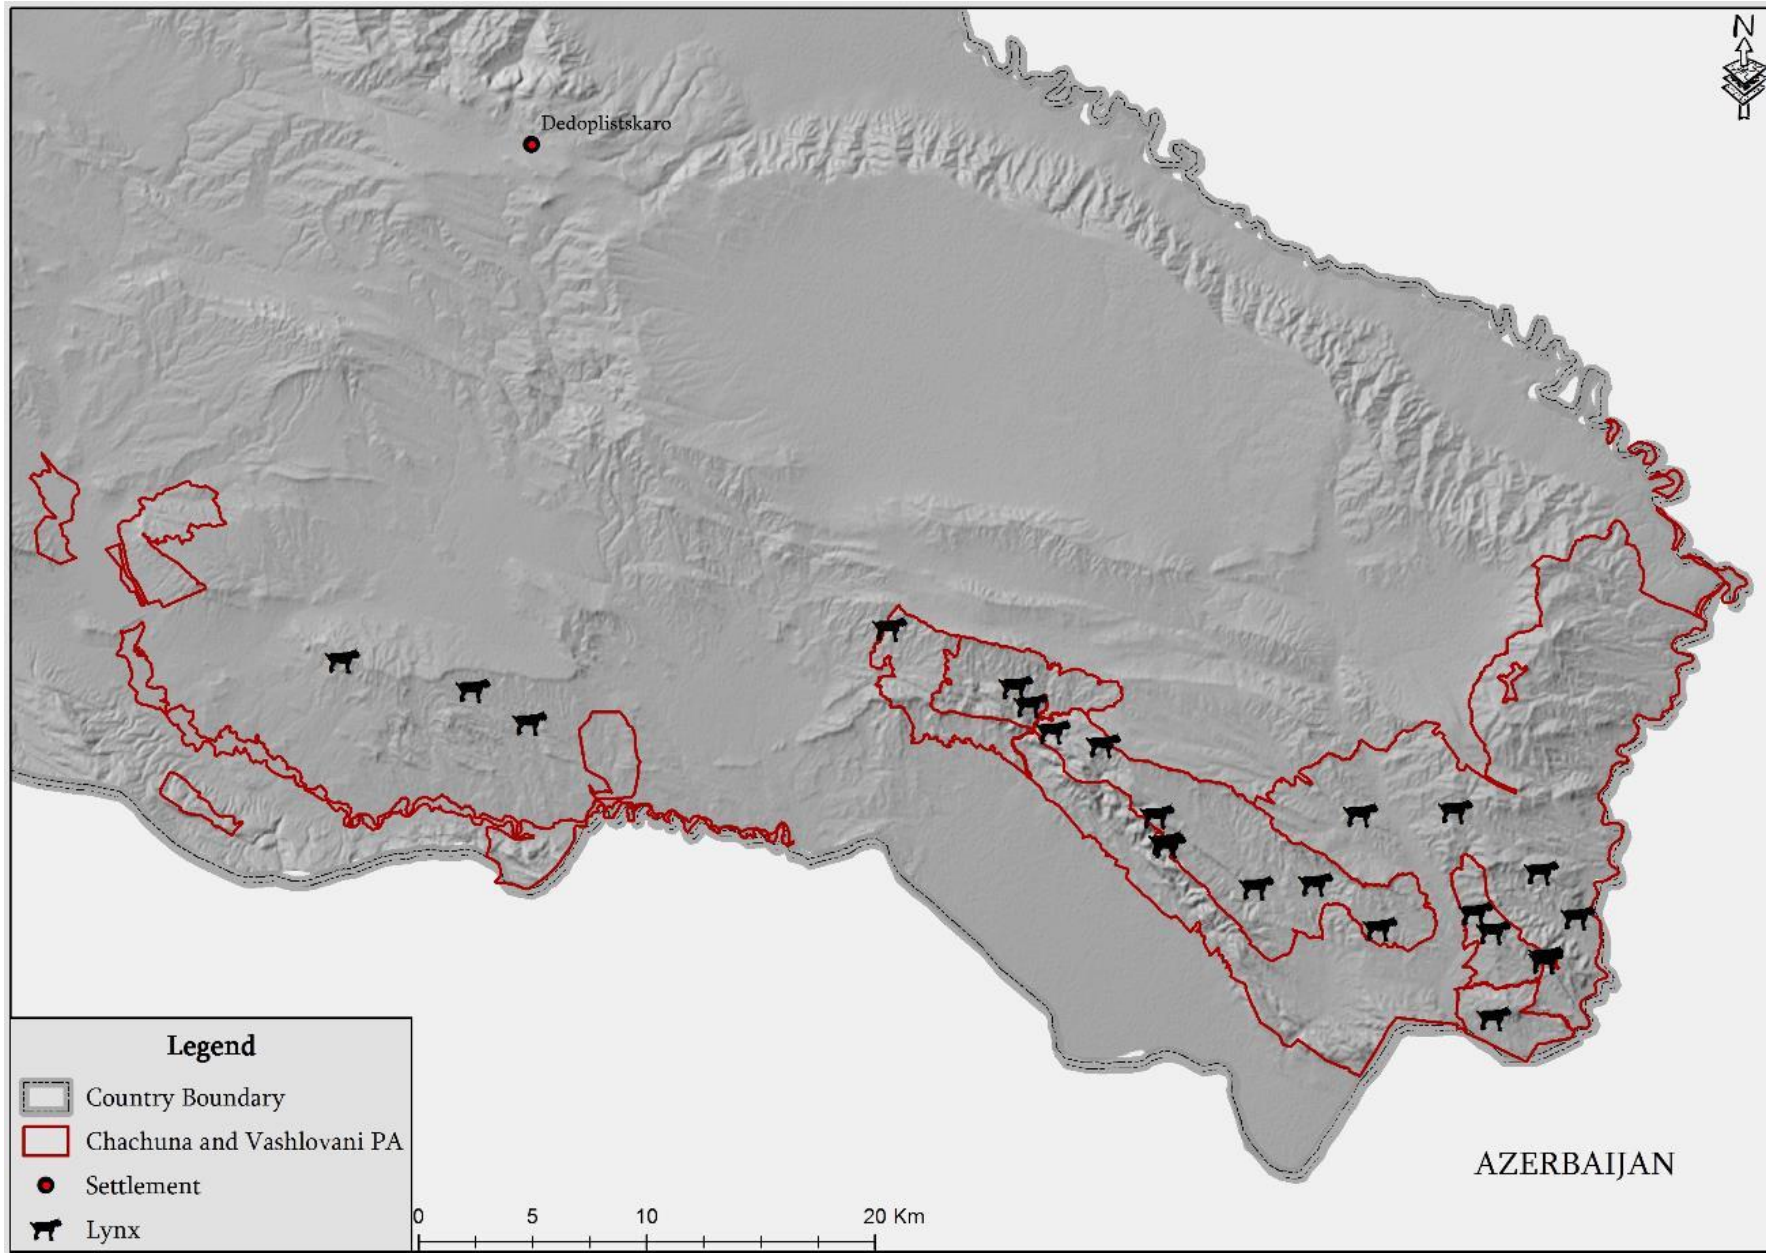 N
Dedoplistskaro
Legend
Country Boundary
Chachuna and Vashlovani PA
Settlement
Lynx
0 5 10 20 Km
AZERBAIJAN